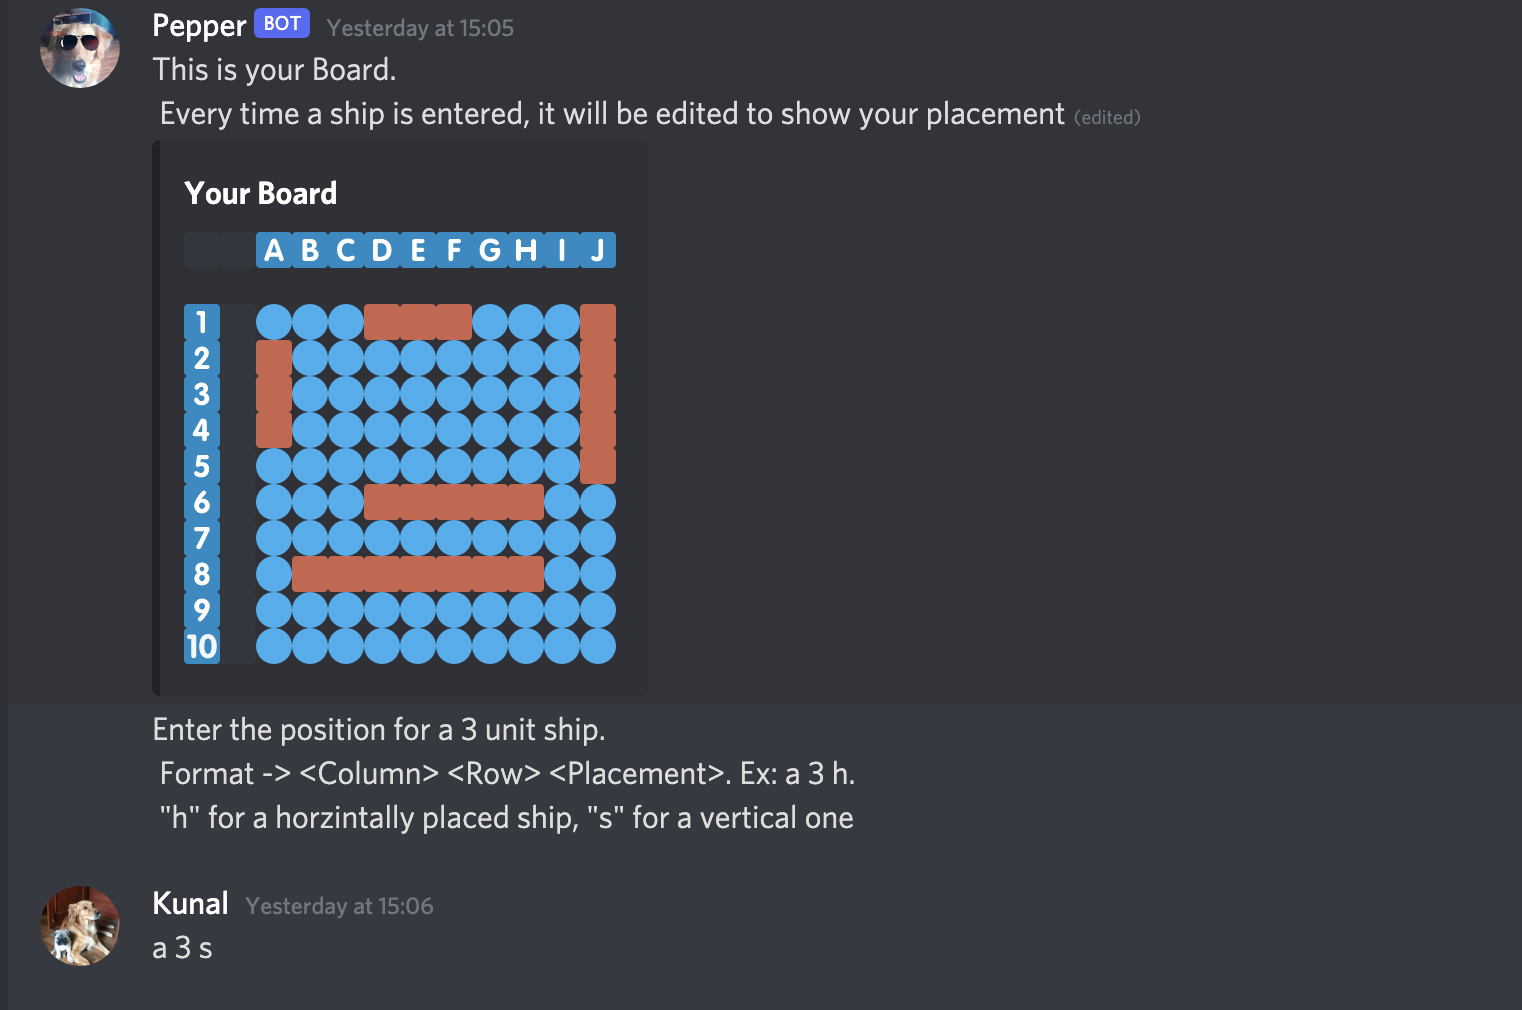 Pepper BOT Yesterday at 15:05
This is your Board.
Every time a ship is entered, it will be edited to show your placement (edited)
Your Board
A B C D E F G H I J
1
2
3
4
5
6
7
8
9
10
Enter the position for a 3 unit ship.
Format -> <Column> <Row> <Placement>. Ex: a 3 h.
"h" for a horzintally placed ship, "s" for a vertical one
Kunal Yesterday at 15:06
a 3 s